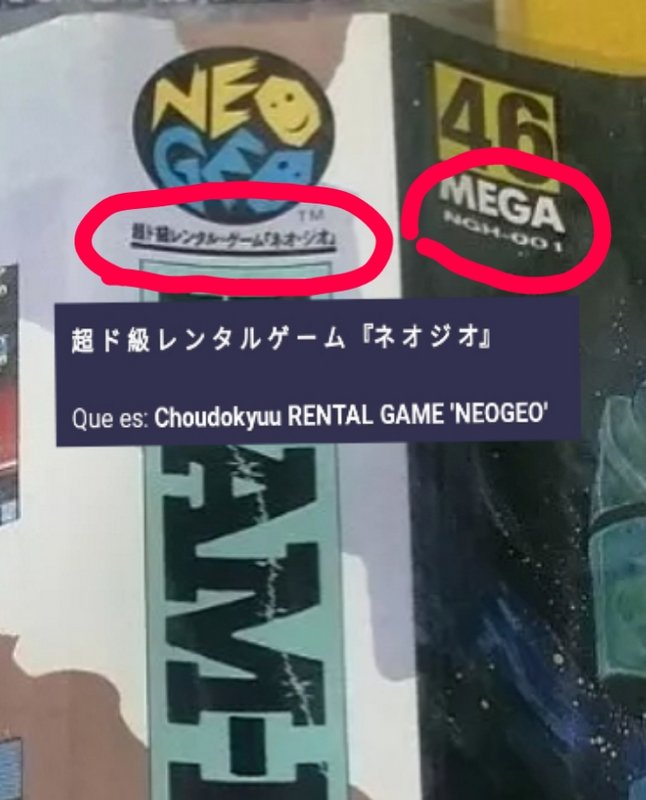 NEO
GEO
TM
超ド級レンタル・ゲーム『ネオ・ジオ』
46
MEGA
NGH-001
超ド級レンタルゲーム『ネオジオ』
Que es: Choudokyuu RENTAL GAME 'NEOGEO'
AM-1